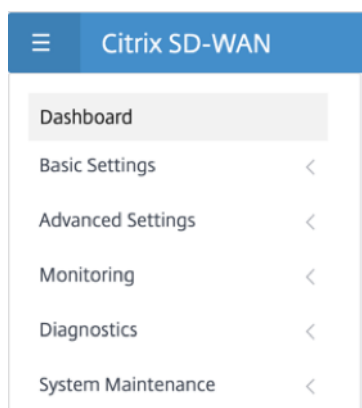 Citrix SD-WAN
Dashboard
Basic Settings
Advanced Settings
Monitoring
Diagnostics
System Maintenance